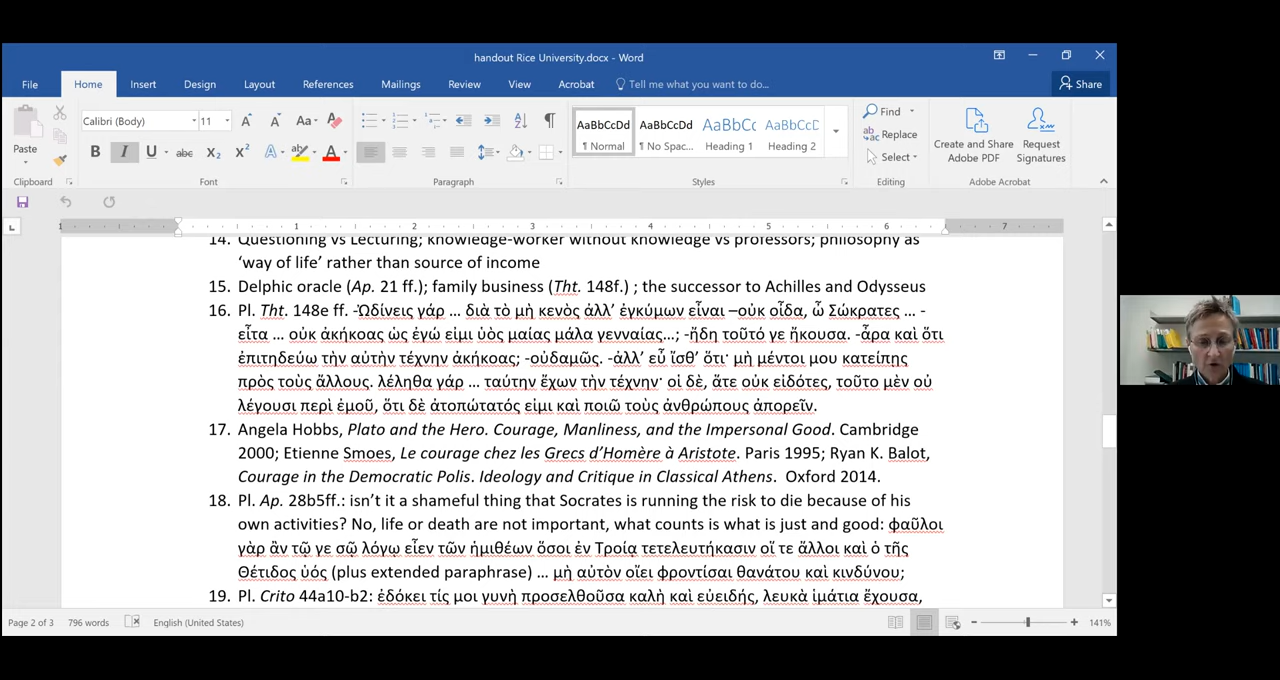 handout Rice University.docx - Word
File Home Insert Design Layout References Mailings Review View Acrobat Tell me what you want to do... Share
Paste
Calibri (Body) 11
AaBbCcDd AaBbCcDd AaBbCc AaBbCcD
¶ Normal ¶ No Spac... Heading 1 Heading 2
Find
Replace
Select
Create and Share Adobe PDF
Request Signatures
Clipboard Font Paragraph Styles Editing Adobe Acrobat
1 1 2 3 4 5 6 7
14. Questioning vs Lecturing; knowledge-worker without knowledge vs professors; philosophy as
‘way of life’ rather than source of income
15. Delphic oracle (Ap. 21 ff.); family business (Tht. 148f.) ; the successor to Achilles and Odysseus
16. Pl. Tht. 148e ff. -Ὠδίνεις γάρ ... διὰ τὸ μὴ κενὸς ἀλλ’ ἐγκύμων εἶναι –οὐκ οἶδα, ὦ Σώκρατες ... -
εἶτα ... οὐκ ἀκήκοας ὡς ἐγώ εἰμι ὑὸς μαίας μάλα γενναίας...; -ἤδη τοῦτό γε ἤκουσα. -ἆρα καὶ ὅτι
ἐπιτηδεύω τὴν αὐτὴν τέχνην ἀκήκοας; -οὐδαμῶς. -ἀλλ’ εὖ ἴσθ’ ὅτι· μὴ μέντοι μου κατείπῃς
πρὸς τοὺς ἄλλους. λέληθα γάρ ... ταύτην ἔχων τὴν τέχνην· οἱ δέ, ἅτε οὐκ εἰδότες, τοῦτο μὲν οὐ
λέγουσι περὶ ἐμοῦ, ὅτι δὲ ἀτοπώτατός εἰμι καὶ ποιῶ τοὺς ἀνθρώπους ἀπορεῖν.
17. Angela Hobbs, Plato and the Hero. Courage, Manliness, and the Impersonal Good. Cambridge
2000; Etienne Smoes, Le courage chez les Grecs d’Homère à Aristote. Paris 1995; Ryan K. Balot,
Courage in the Democratic Polis. Ideology and Critique in Classical Athens. Oxford 2014.
18. Pl. Ap. 28b5ff.: isn’t it a shameful thing that Socrates is running the risk to die because of his
own activities? No, life or death are not important, what counts is what is just and good: φαῦλοι
γὰρ ἂν τῷ γε σῷ λόγῳ εἶεν τῶν ἡμιθέων ὅσοι ἐν Τροίᾳ τετελευτήκασιν οἵ τε ἄλλοι καὶ ὁ τῆς
Θέτιδος ὑός (plus extended paraphrase) ... μὴ αὐτὸν οἴει φροντίσαι θανάτου καὶ κινδύνου;
19. Pl. Crito 44a10-b2: ἐδόκει τίς μοι γυνὴ προσελθοῦσα καλὴ καὶ εὐειδής, λευκὰ ἱμάτια ἔχουσα,
Page 2 of 3 796 words English (United States) 141%